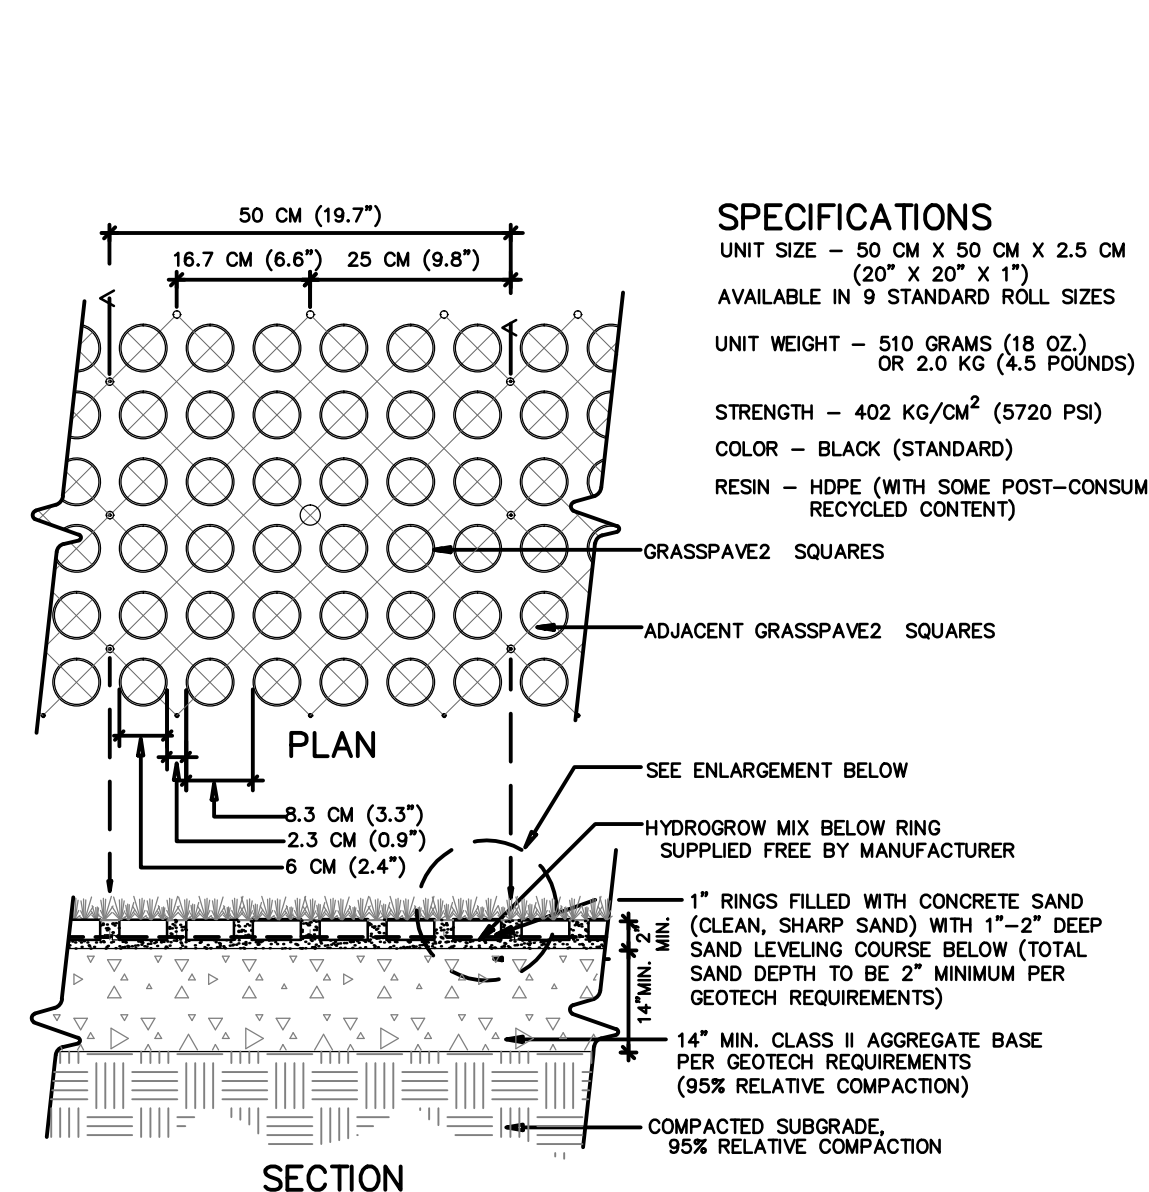 50 CM (19.7")
16.7 CM (6.6") 25 CM (9.8")
SPECIFICATIONS
UNIT SIZE – 50 CM X 50 CM X 2.5 CM
(20" X 20" X 1")
AVAILABLE IN 9 STANDARD ROLL SIZES
UNIT WEIGHT – 510 GRAMS (18 OZ.)
OR 2.0 KG (4.5 POUNDS)
STRENGTH – 402 KG/CM² (5720 PSI)
COLOR – BLACK (STANDARD)
RESIN – HDPE (WITH SOME POST–CONSUM
RECYCLED CONTENT)
GRASSPAVE2 SQUARES
ADJACENT GRASSPAVE2 SQUARES
PLAN
8.3 CM (3.3")
2.3 CM (0.9")
6 CM (2.4")
SEE ENLARGEMENT BELOW
HYDROGROW MIX BELOW RING
SUPPLIED FREE BY MANUFACTURER
1" RINGS FILLED WITH CONCRETE SAND
(CLEAN, SHARP SAND) WITH 1"–2" DEEP
SAND LEVELING COURSE BELOW (TOTAL
SAND DEPTH TO BE 2" MINIMUM PER
GEOTECH REQUIREMENTS)
2"
MIN.
14"MIN.
14" MIN. CLASS II AGGREGATE BASE
PER GEOTECH REQUIREMENTS
(95% RELATIVE COMPACTION)
COMPACTED SUBGRADE,
95% RELATIVE COMPACTION
SECTION